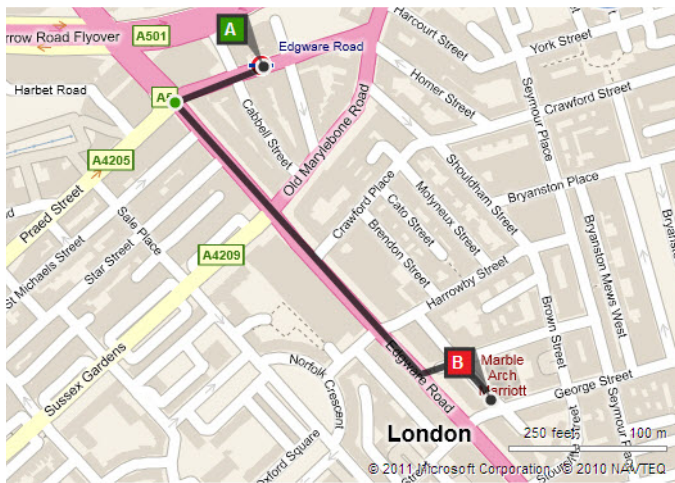 A
A501
Edgware Road
Harcourt Street
York Street
rrow Road Flyover
Harbet Road
Homer Street
Seymour Place
Crawford Street
Cabbell Street
Old Marylebone Road
A4205
Praed Street
Shouldham Street
Bryanston Place
Crawford Place
Molyneux Street
Cato Street
Brendon Street
Sale Place
St Michaels Street
Star Street
A4209
Harrowby Street
Bryanston Mews West
Brown Street
Sussex Gardens
Norfolk Crescent
Edgware Road
B
Marble
Arch
Marriott
George Street
Oxford Square
London
250 feet
100 m
Seymour Place
© 2011 Microsoft Corporation © 2010 NAVTEQ